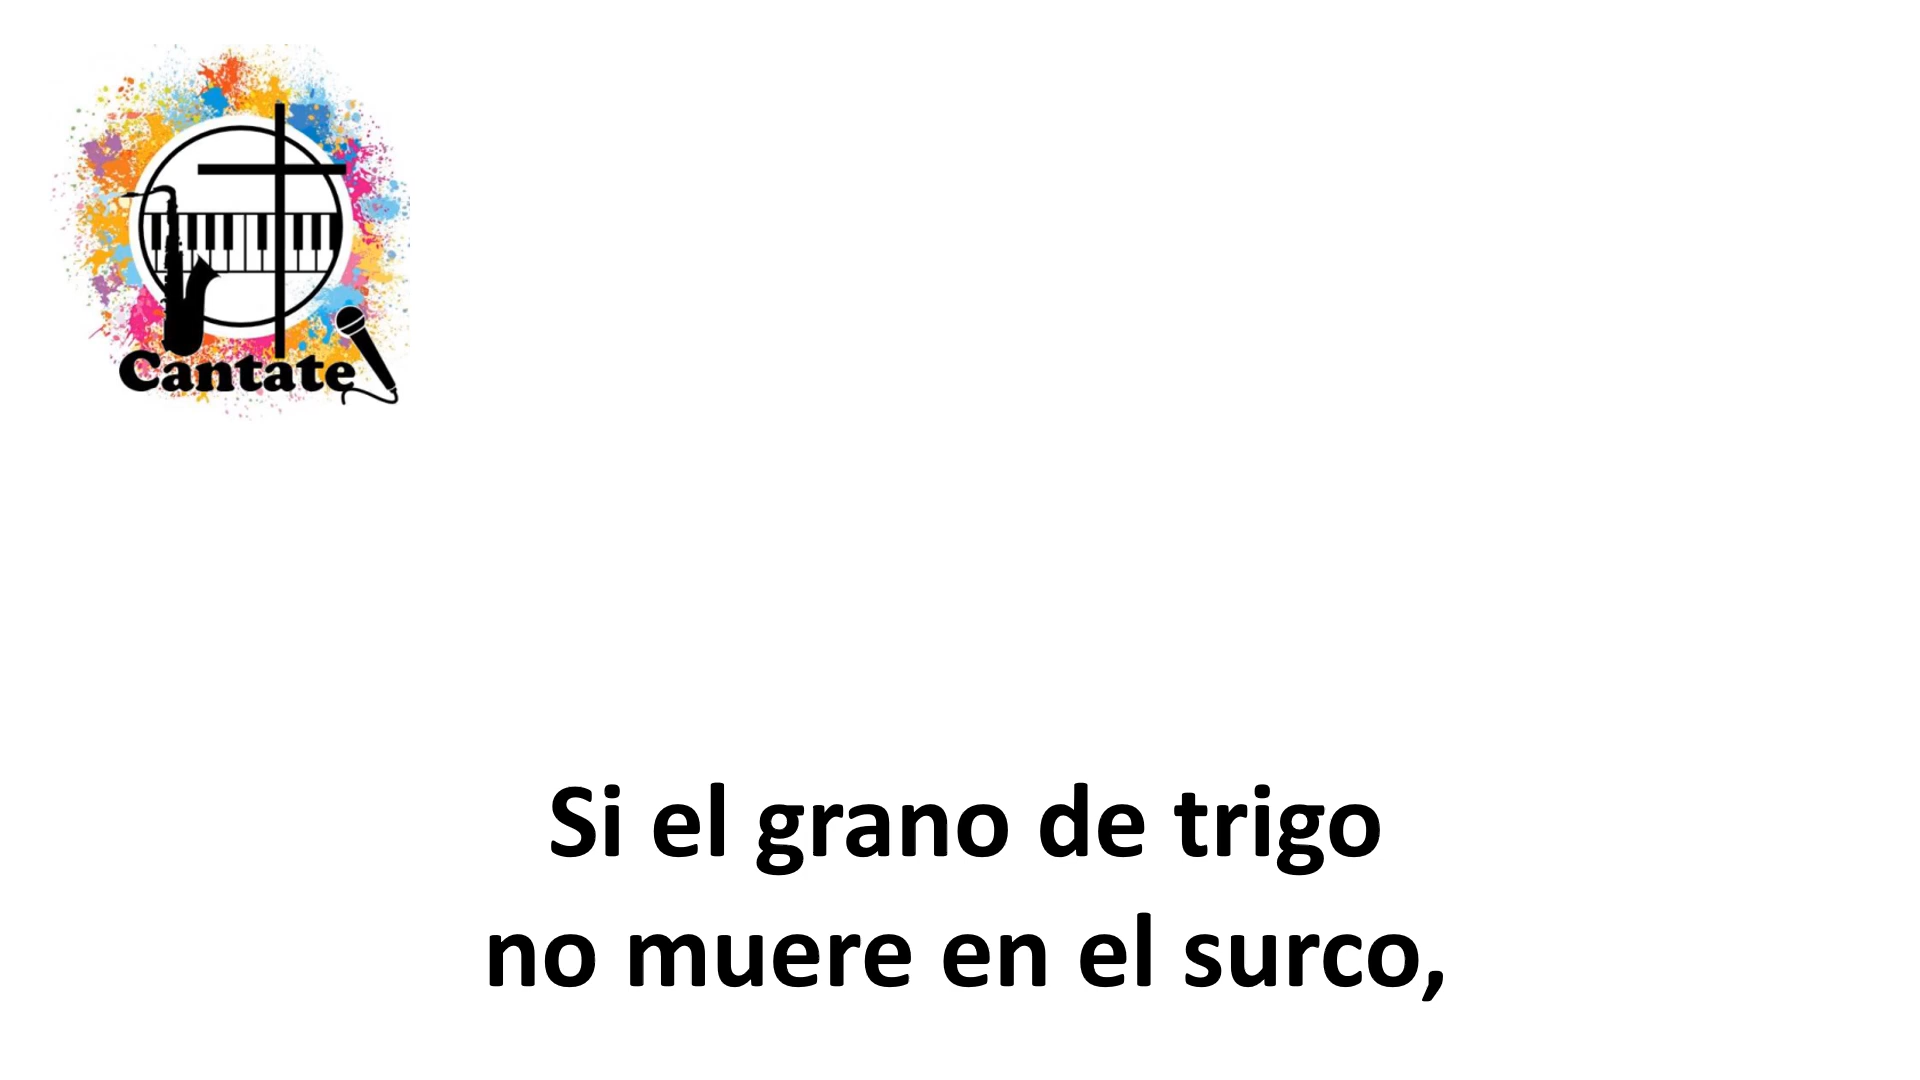 Cantate
Si el grano de trigo
no muere en el surco,